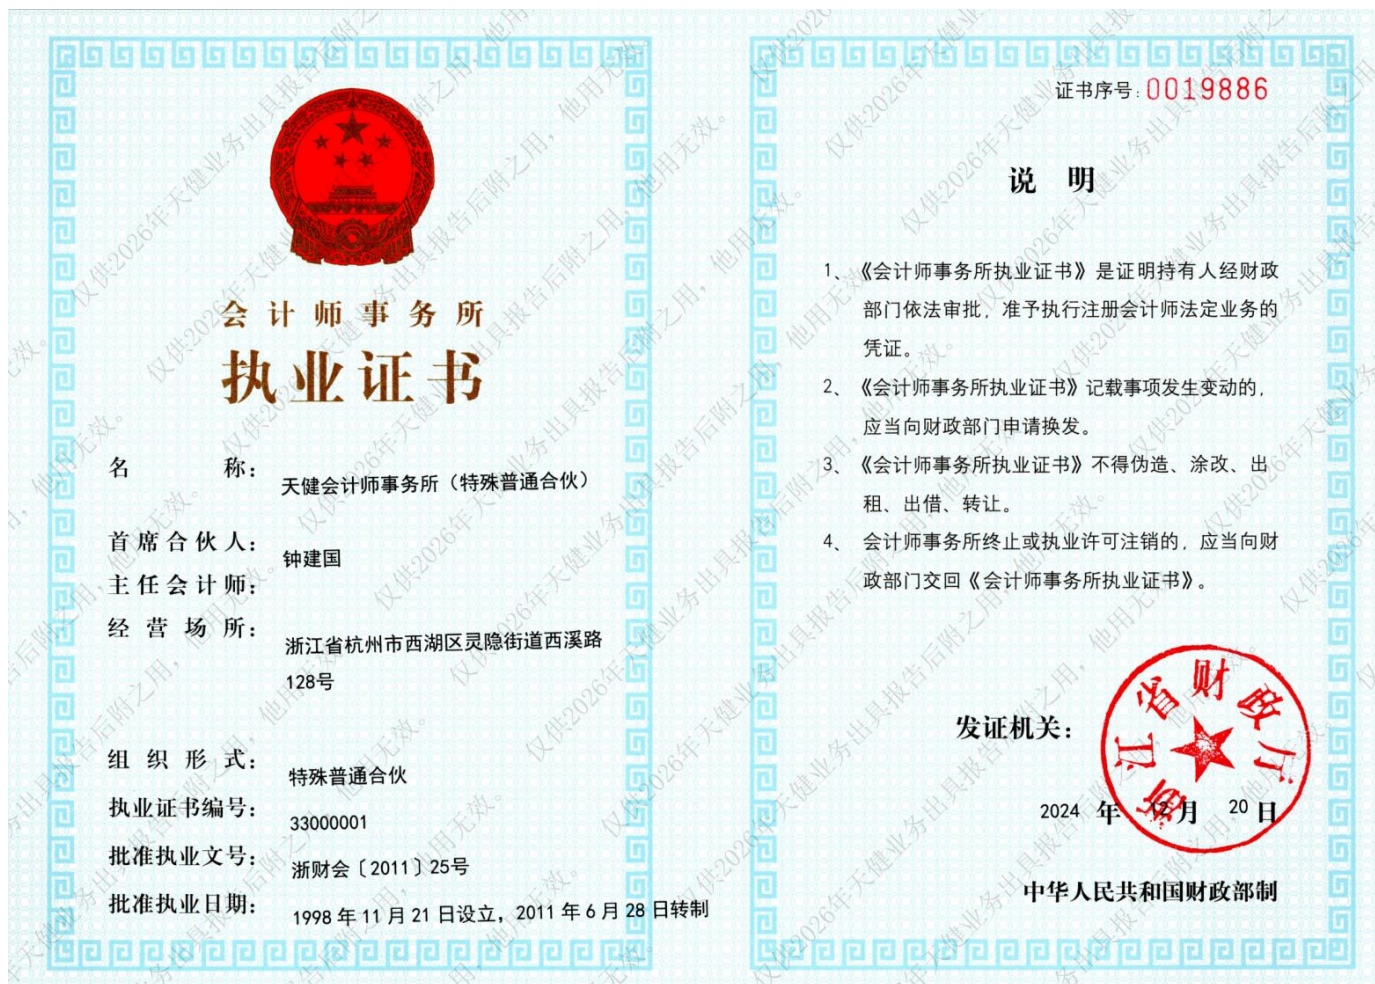 会计师事务所
执业证书
名 称： 天健会计师事务所（特殊普通合伙）
首席合伙人： 钟建国
主任会计师：
经营场所： 浙江省杭州市西湖区灵隐街道西溪路
128号
组织形式： 特殊普通合伙
执业证书编号： 33000001
批准执业文号： 浙财会〔2011〕25号
批准执业日期： 1998年11月21日设立，2011年6月28日转制
证书序号：0019886
说 明
1、《会计师事务所执业证书》是证明持有人经财政
部门依法审批，准予执行注册会计师法定业务的
凭证。
2、《会计师事务所执业证书》记载事项发生变动的，
应当向财政部门申请换发。
3、《会计师事务所执业证书》不得伪造、涂改、出
租、出借、转让。
4、 会计师事务所终止或执业许可注销的，应当向财
政部门交回《会计师事务所执业证书》。
发证机关：
浙江省财政厅
2024年12月20日
中华人民共和国财政部制
仅供2026年天健业务出具报告后附之用，他用无效。